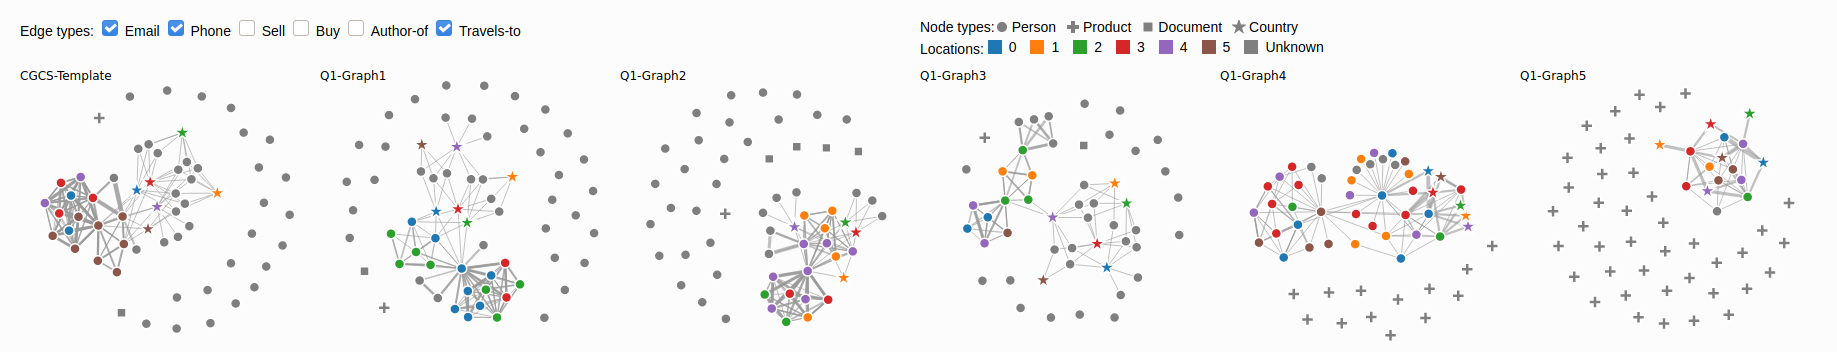 Edge types: Email Phone Sell Buy Author-of Travels-to
Node types: Person Product Document Country
Locations: 0 1 2 3 4 5 Unknown
CGCS-Template Q1-Graph1 Q1-Graph2 Q1-Graph3 Q1-Graph4 Q1-Graph5